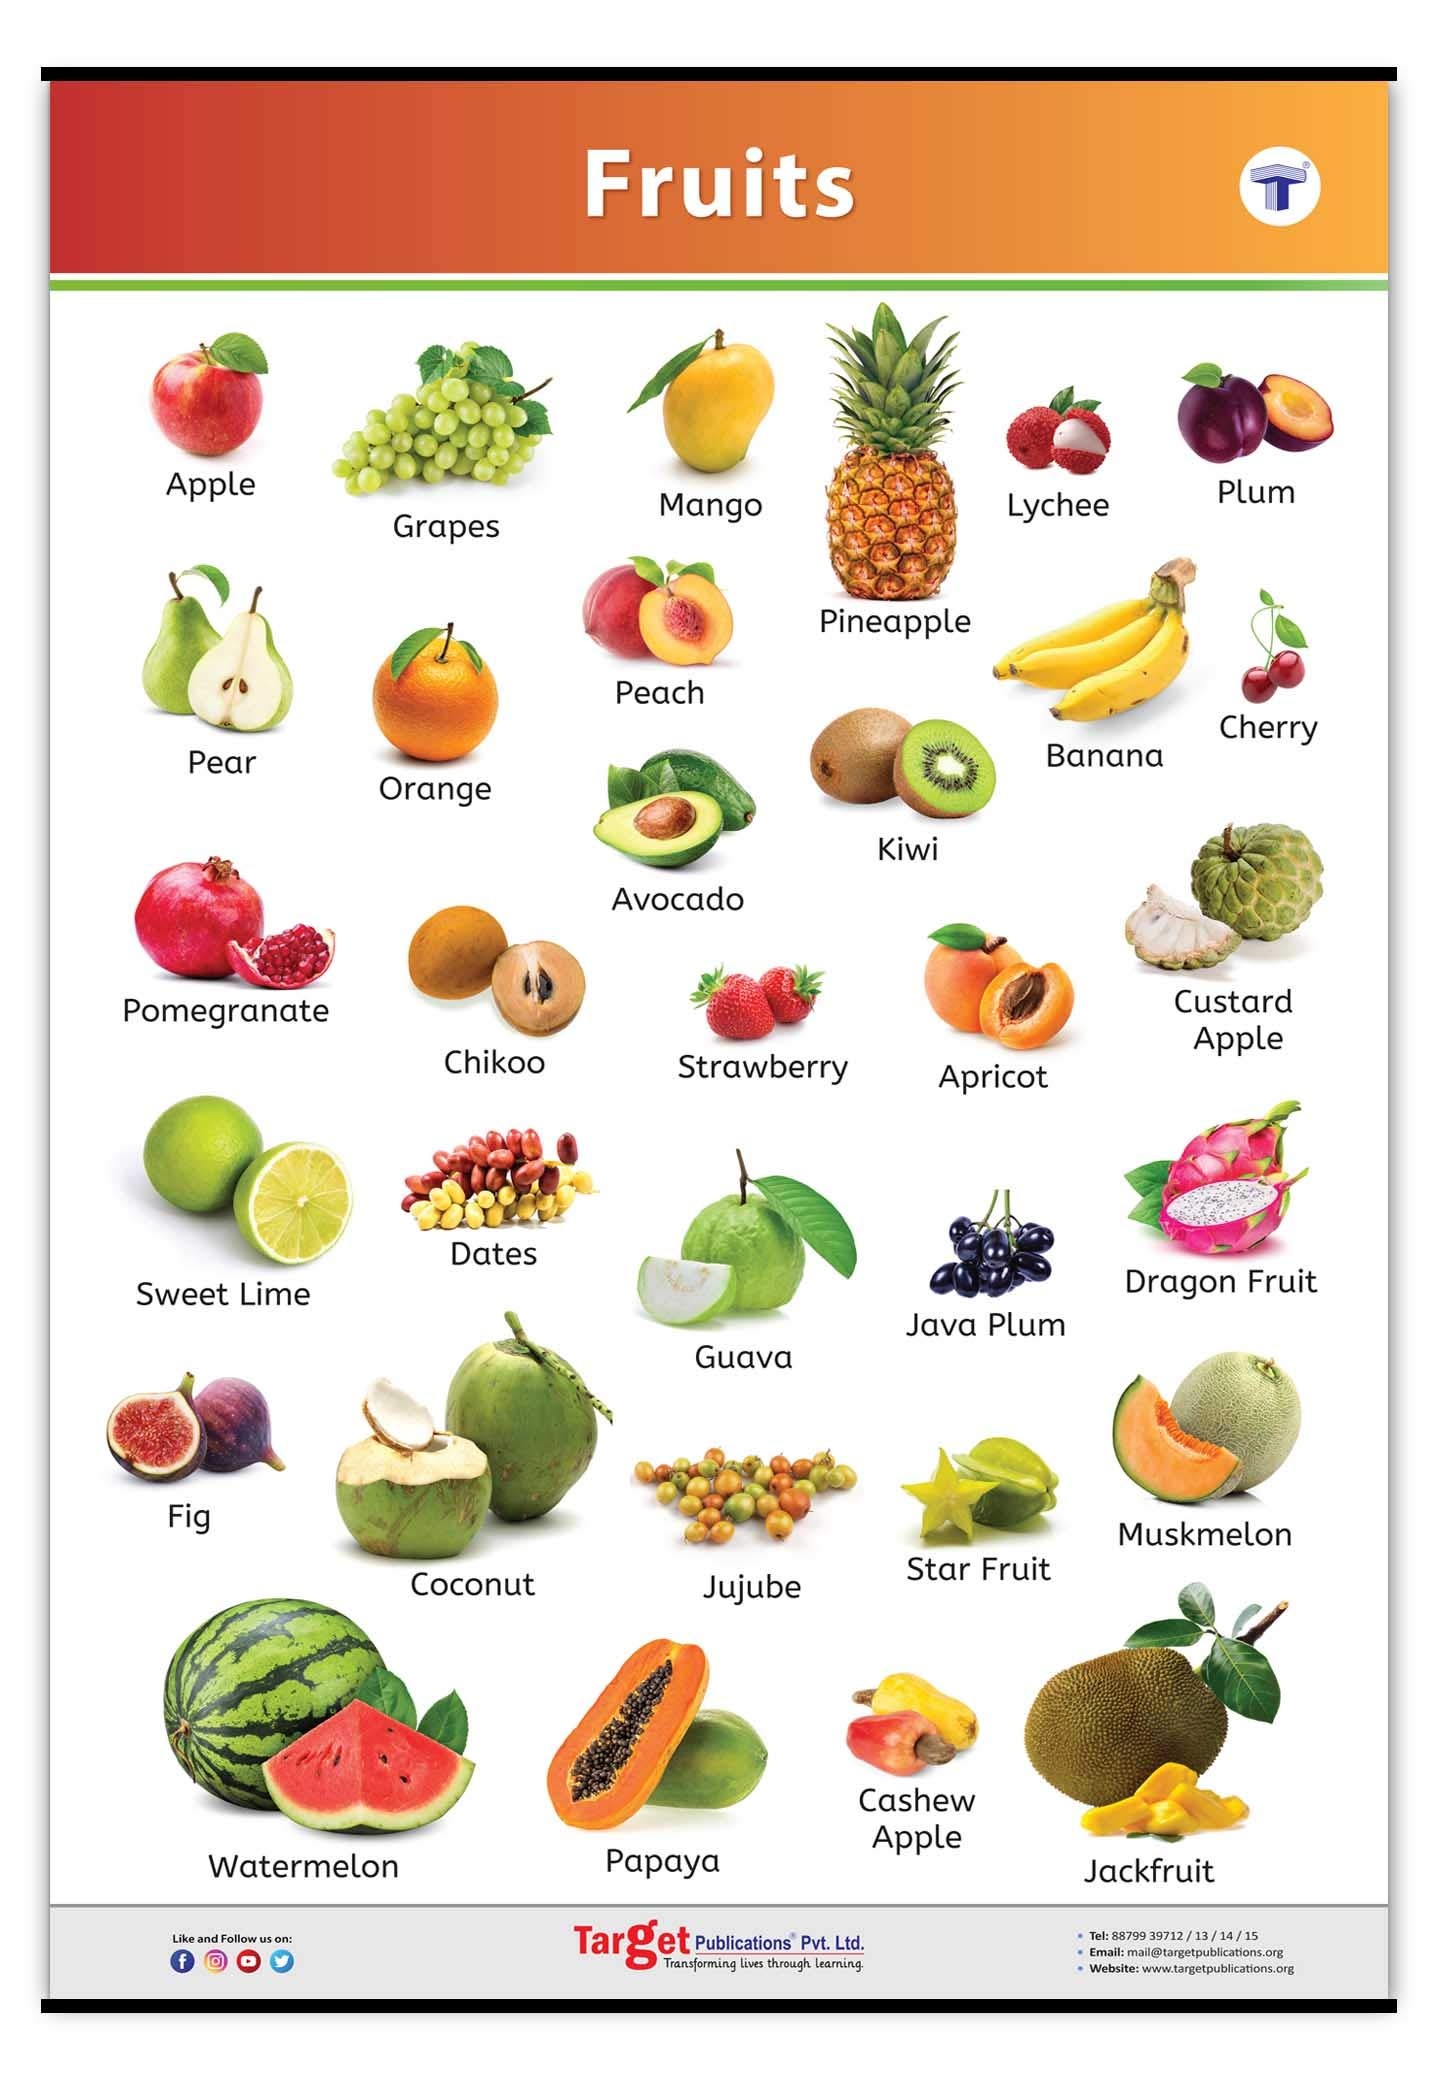 Fruits
Apple
Grapes
Mango
Pineapple
Lychee
Plum
Pear
Orange
Peach
Banana
Cherry
Avocado
Kiwi
Pomegranate
Chikoo
Strawberry
Apricot
Custard
Apple
Sweet Lime
Dates
Guava
Java Plum
Dragon Fruit
Fig
Coconut
Jujube
Star Fruit
Muskmelon
Watermelon
Papaya
Cashew
Apple
Jackfruit
Like and Follow us on:
Target Publications® Pvt. Ltd.
Transforming lives through learning.
• Tel: 88799 39712 / 13 / 14 / 15
• Email: mail@targetpublications.org
• Website: www.targetpublications.org